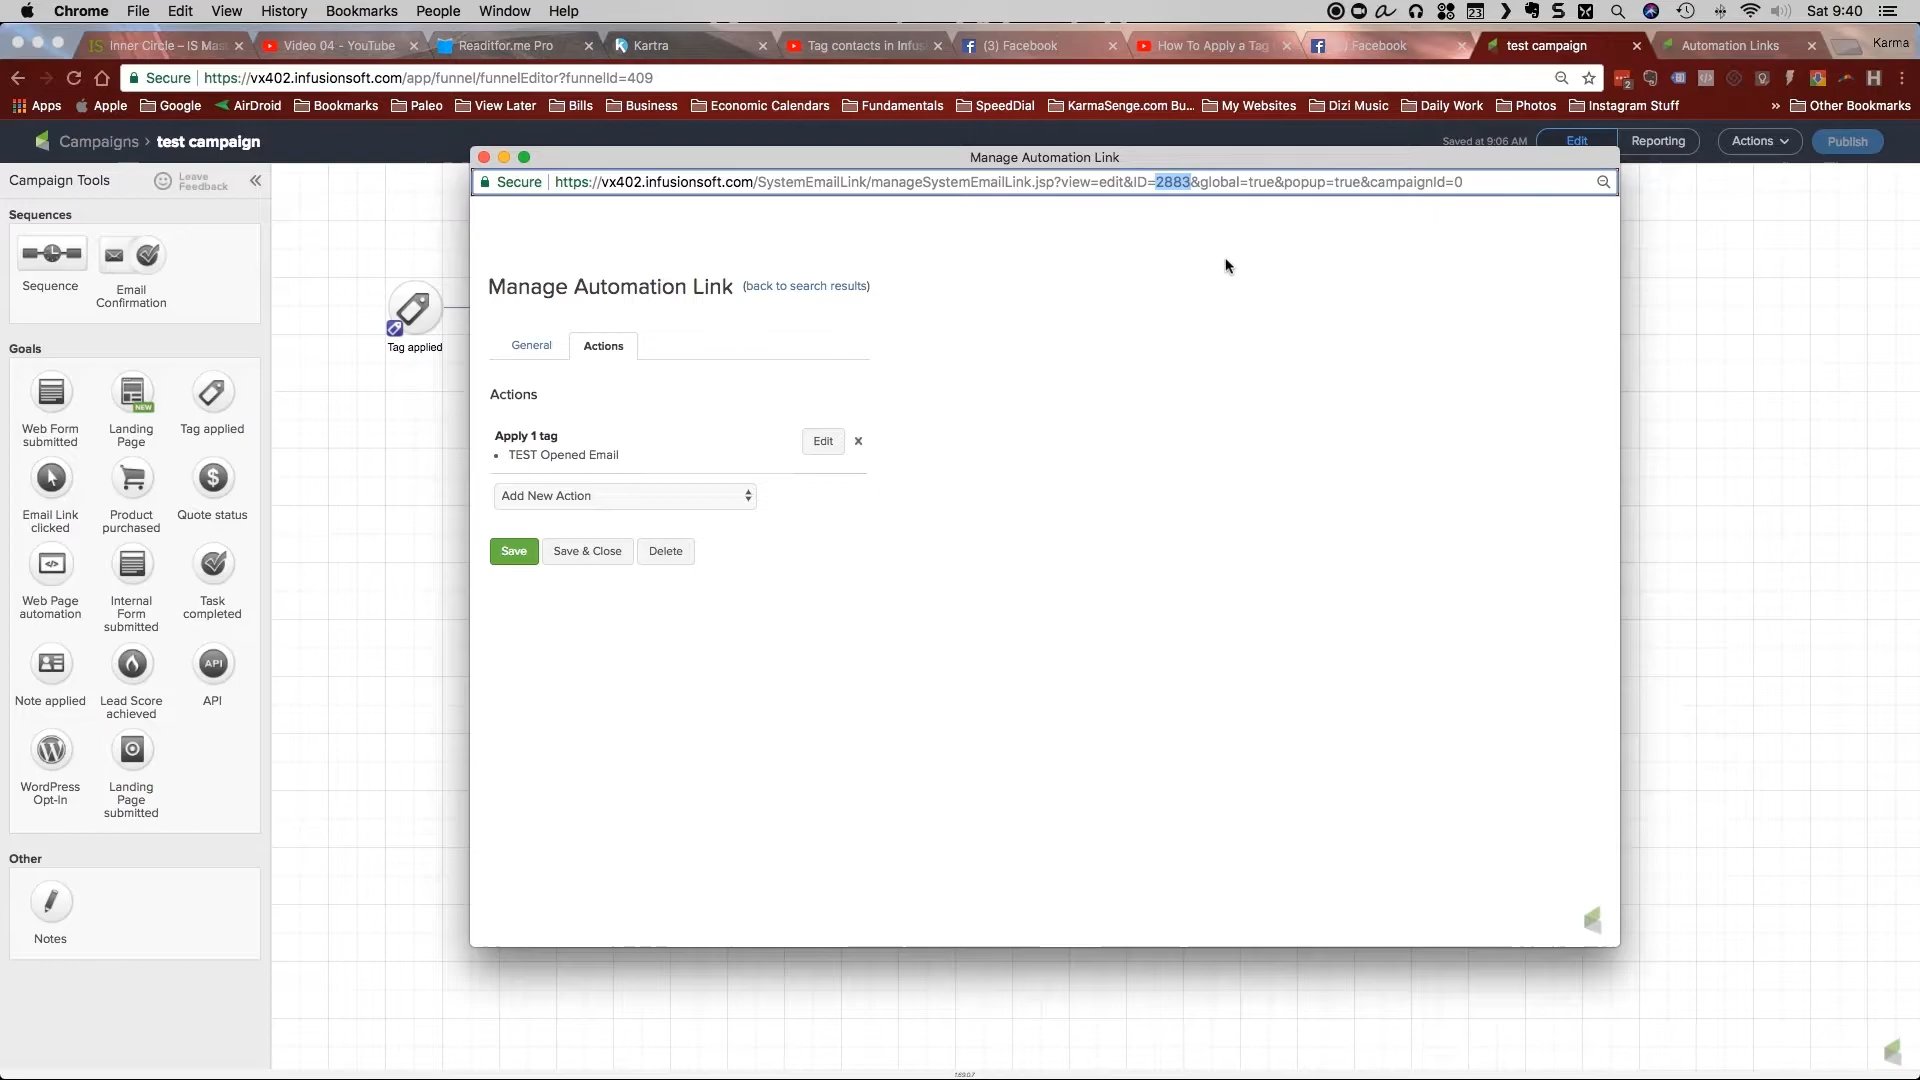 Chrome File Edit View History Bookmarks People Window Help
23 Sat 9:40
Inner Circle – IS Mas
Video 04 - YouTube
Readitfor.me Pro
Kartra
Tag contacts in Infus
(3) Facebook
How To Apply a Tag
Facebook
test campaign
Automation Links
Karma
Secure https://vx402.infusionsoft.com/app/funnel/funnelEditor?funnelId=409
Apps Apple Google AirDroid Bookmarks Paleo View Later Bills Business Economic Calendars Fundamentals SpeedDial KarmaSenge.com Bu... My Websites Dizi Music Daily Work Photos Instagram Stuff » Other Bookmarks
Campaigns › test campaign
Saved at 9:06 AM Edit Reporting Actions Publish
Campaign Tools
Leave
Feedback
Sequences
Sequence
Email
Confirmation
Goals
Web Form
submitted
NEW
Landing
Page
Tag applied
Email Link
clicked
Product
purchased
Quote status
Web Page
automation
Internal
Form
submitted
Task
completed
Note applied
Lead Score
achieved
API
API
WordPress
Opt-In
Landing
Page
submitted
Other
Notes
Tag applied
Manage Automation Link
Secure https://vx402.infusionsoft.com/SystemEmailLink/manageSystemEmailLink.jsp?view=edit&ID=2883&global=true&popup=true&campaignId=0
Manage Automation Link (back to search results)
General Actions
Actions
Apply 1 tag
TEST Opened Email
Edit x
Add New Action
Save Save & Close Delete